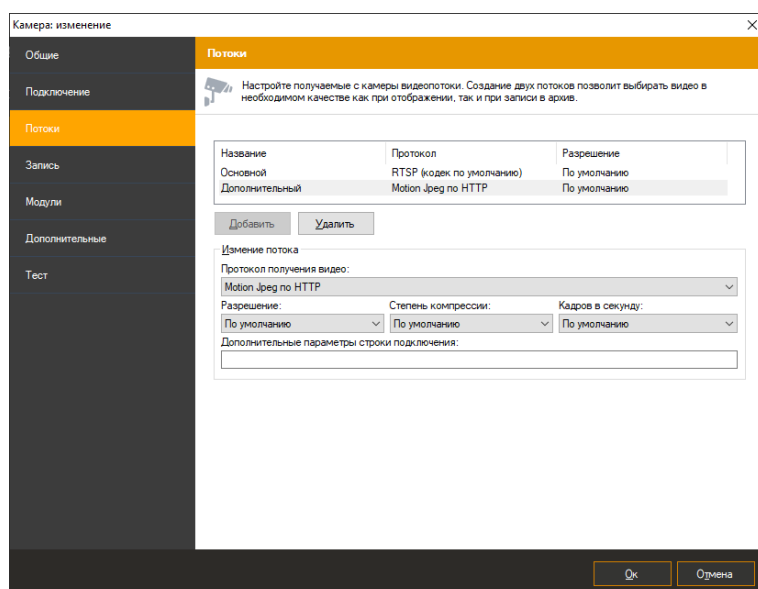 Камера: изменение
Общие
Подключение
Потоки
Запись
Модули
Дополнительные
Тест
Потоки
Настройте получаемые с камеры видеопотоки. Создание двух потоков позволит выбирать видео в
необходимом качестве как при отображении, так и при записи в архив.
Название Протокол Разрешение
Основной RTSP (кодек по умолчанию) По умолчанию
Дополнительный Motion Jpeg по HTTP По умолчанию
Добавить Удалить
Измение потока
Протокол получения видео:
Motion Jpeg по HTTP
Разрешение: Степень компрессии: Кадров в секунду:
По умолчанию По умолчанию По умолчанию
Дополнительные параметры строки подключения:
Ок Отмена